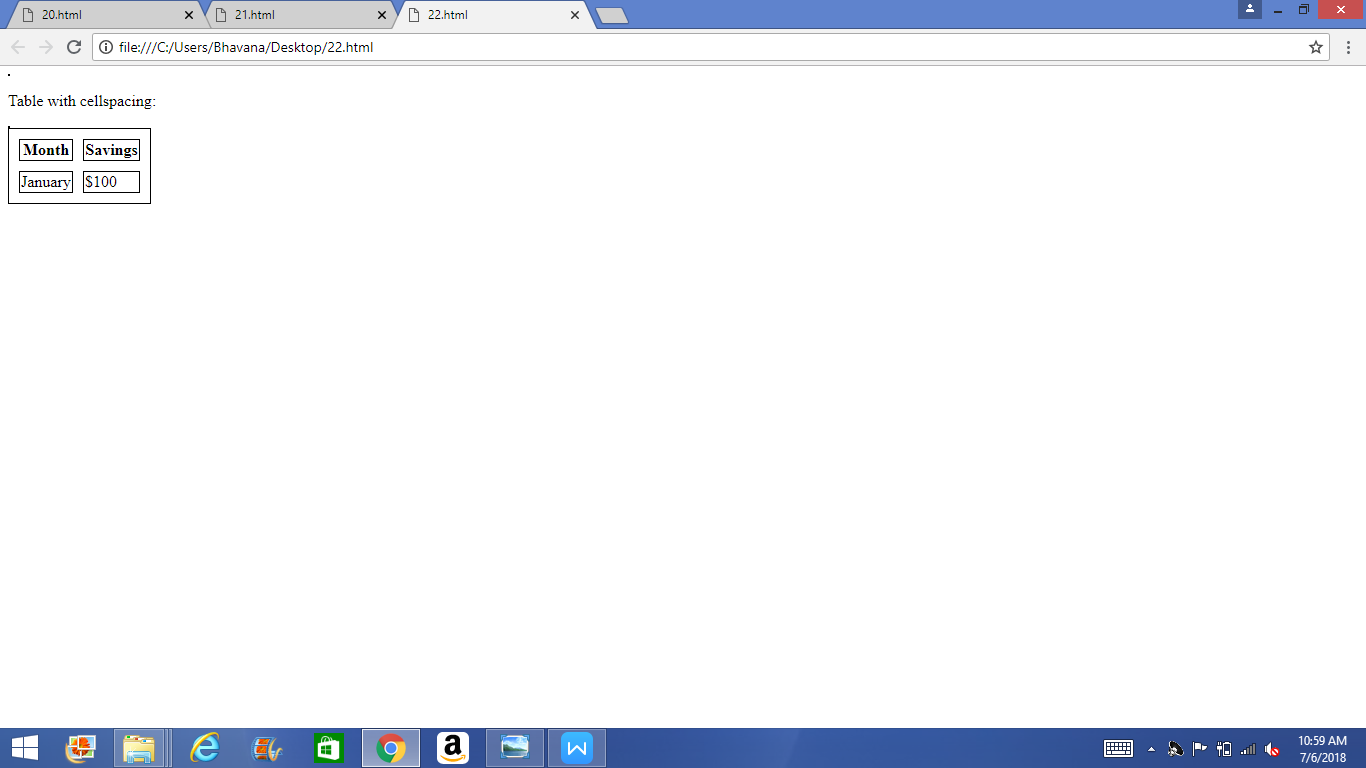 20.html
21.html
22.html
file:///C:/Users/Bhavana/Desktop/22.html
Table with cellspacing:
Month Savings
January $100
10:59 AM
7/6/2018